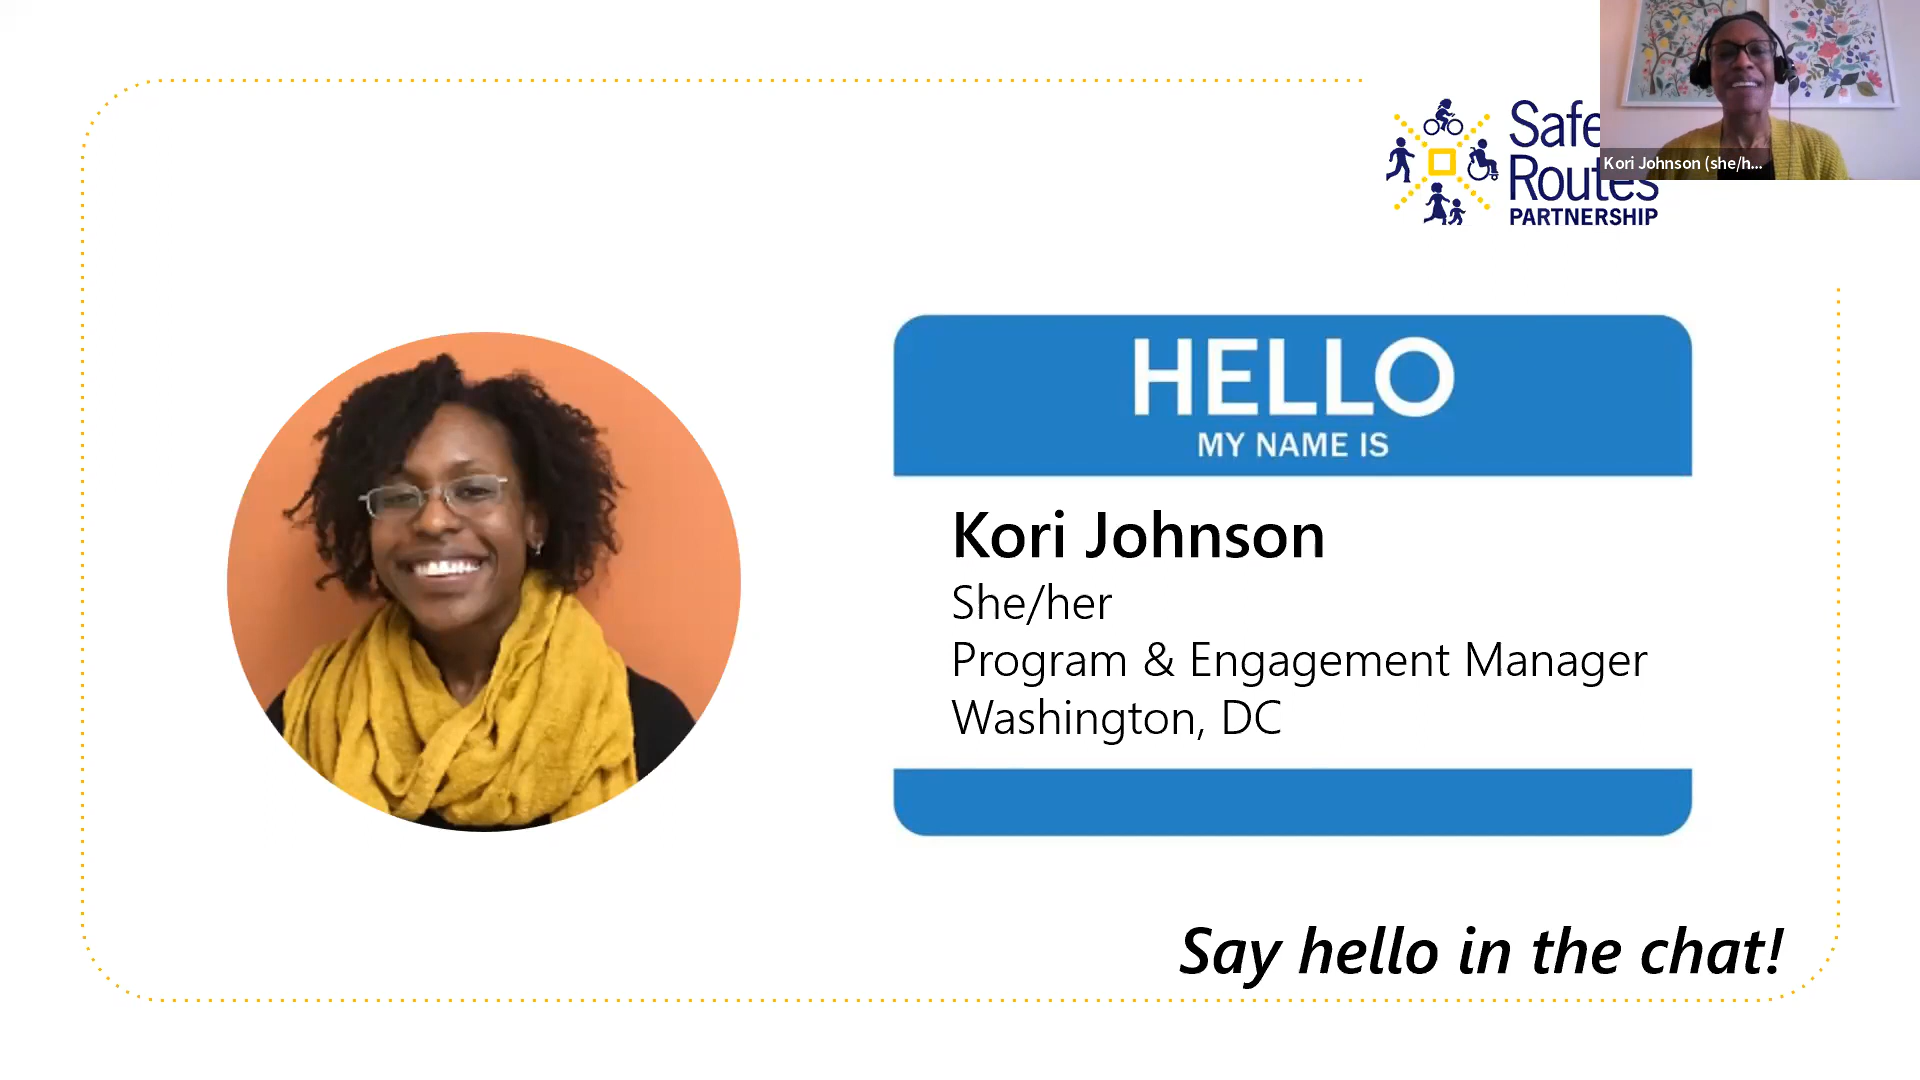 Safe
Routes
PARTNERSHIP
Kori Johnson (she/h...
HELLO
MY NAME IS
Kori Johnson
She/her
Program & Engagement Manager
Washington, DC
Say hello in the chat!